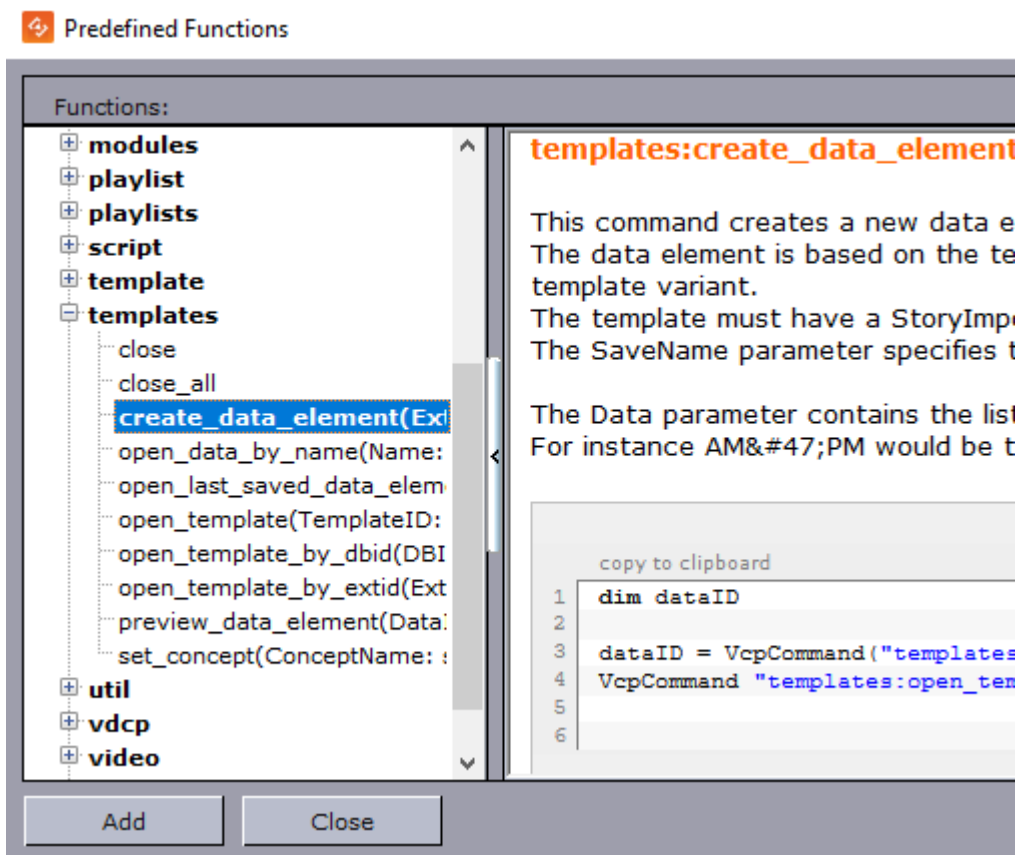 Predefined Functions
Functions:
modules
playlist
playlists
script
template
templates
close
close_all
create_data_element(Ext
open_data_by_name(Name:
open_last_saved_data_elem
open_template(TemplateID:
open_template_by_dbid(DBI
open_template_by_extid(Ext
preview_data_element(Data
set_concept(ConceptName:
util
vdcp
video
templates:create_data_element
This command creates a new data e
The data element is based on the te
template variant.
The template must have a StoryImp
The SaveName parameter specifies t
The Data parameter contains the list
For instance AM&#47;PM would be t
copy to clipboard
1 dim dataID
2
3 dataID = VcpCommand("templates
4 VcpCommand "templates:open_tem
5
6
Add
Close